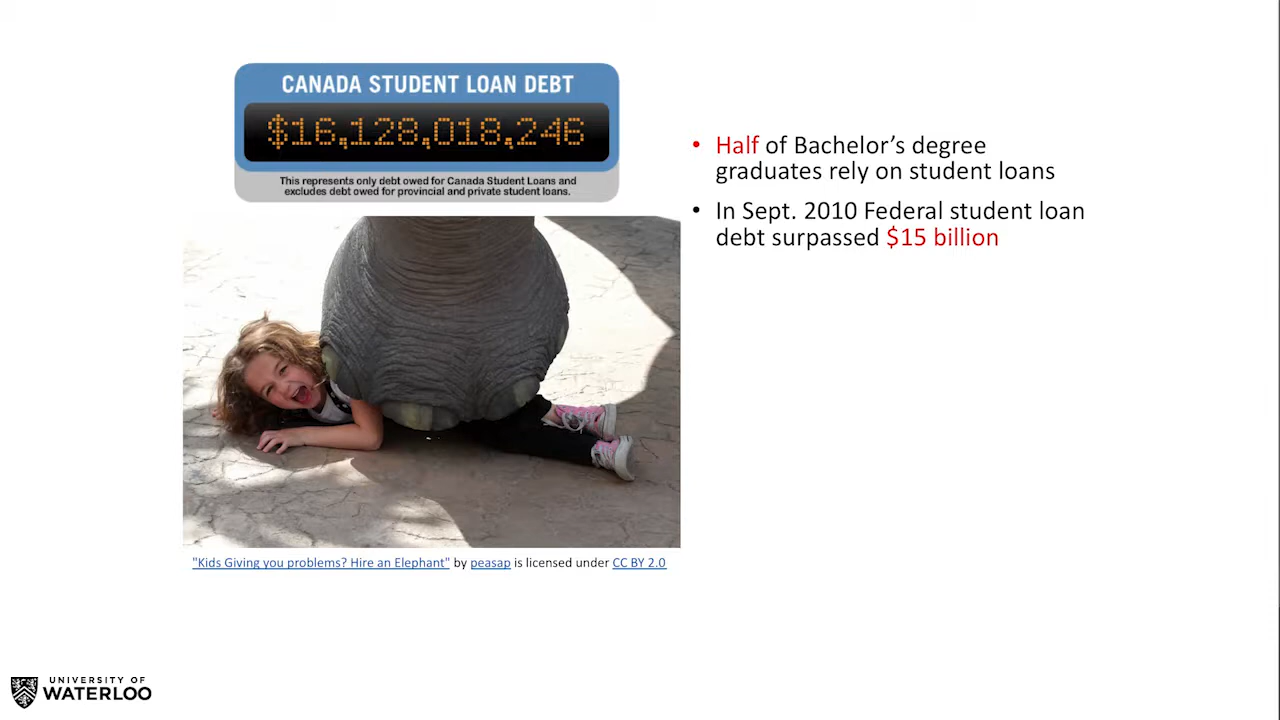 CANADA STUDENT LOAN DEBT
$16,128,018,246
This represents only debt owed for Canada Student Loans and
excludes debt owed for provincial and private student loans.
• Half of Bachelor’s degree
graduates rely on student loans
• In Sept. 2010 Federal student loan
debt surpassed $15 billion
"Kids Giving you problems? Hire an Elephant" by peasap is licensed under CC BY 2.0
UNIVERSITY OF
WATERLOO